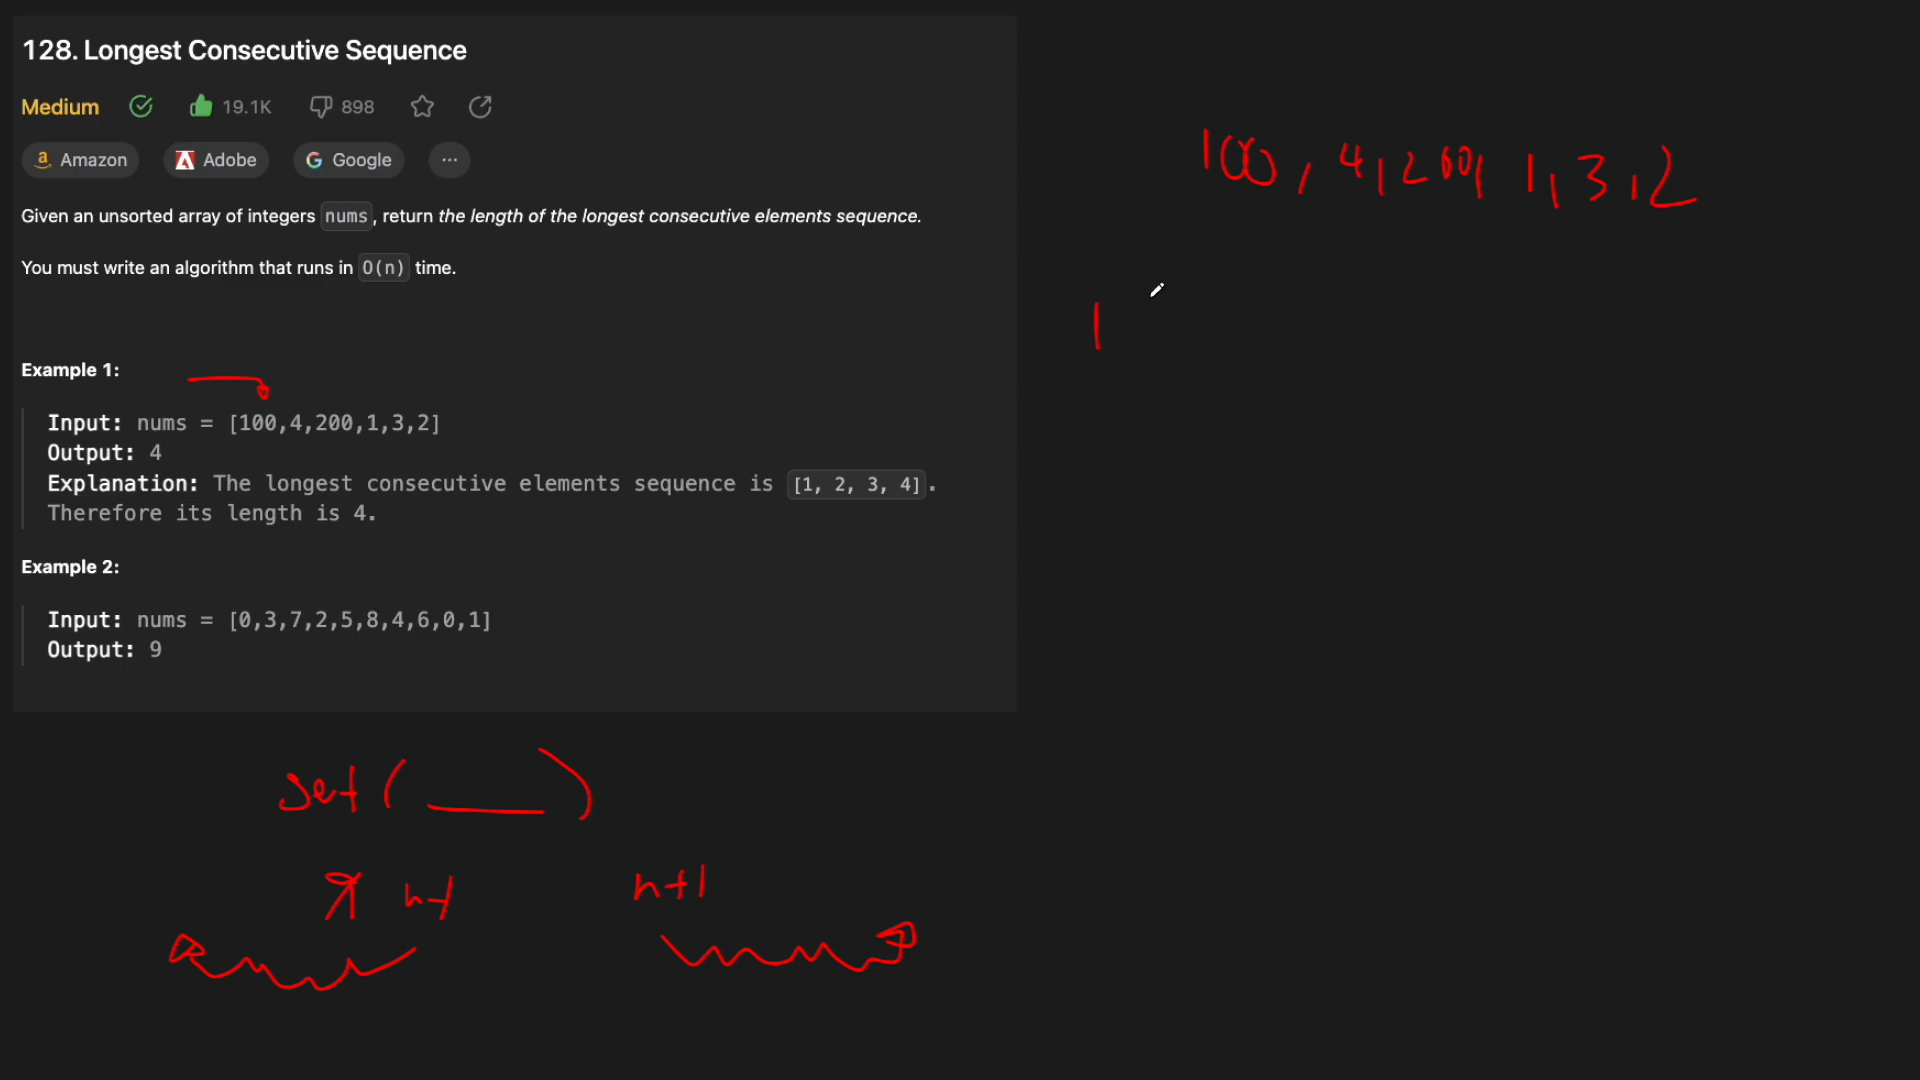 128. Longest Consecutive Sequence
Medium 19.1K 898
Amazon Adobe Google ...
Given an unsorted array of integers nums, return the length of the longest consecutive elements sequence.
You must write an algorithm that runs in O(n) time.
Example 1:
Input: nums = [100,4,200,1,3,2]
Output: 4
Explanation: The longest consecutive elements sequence is [1, 2, 3, 4].
Therefore its length is 4.
Example 2:
Input: nums = [0,3,7,2,5,8,4,6,0,1]
Output: 9
100, 4, 200, 1, 3, 2
1
set( ___ )
n-1 n+1